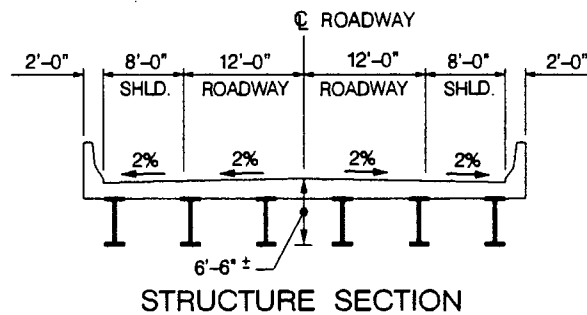 ℄ ROADWAY
2'-0" 8'-0" 12'-0" 12'-0" 8'-0" 2'-0"
SHLD. ROADWAY ROADWAY SHLD.
2% 2% 2% 2%
6'-6" ±
STRUCTURE SECTION